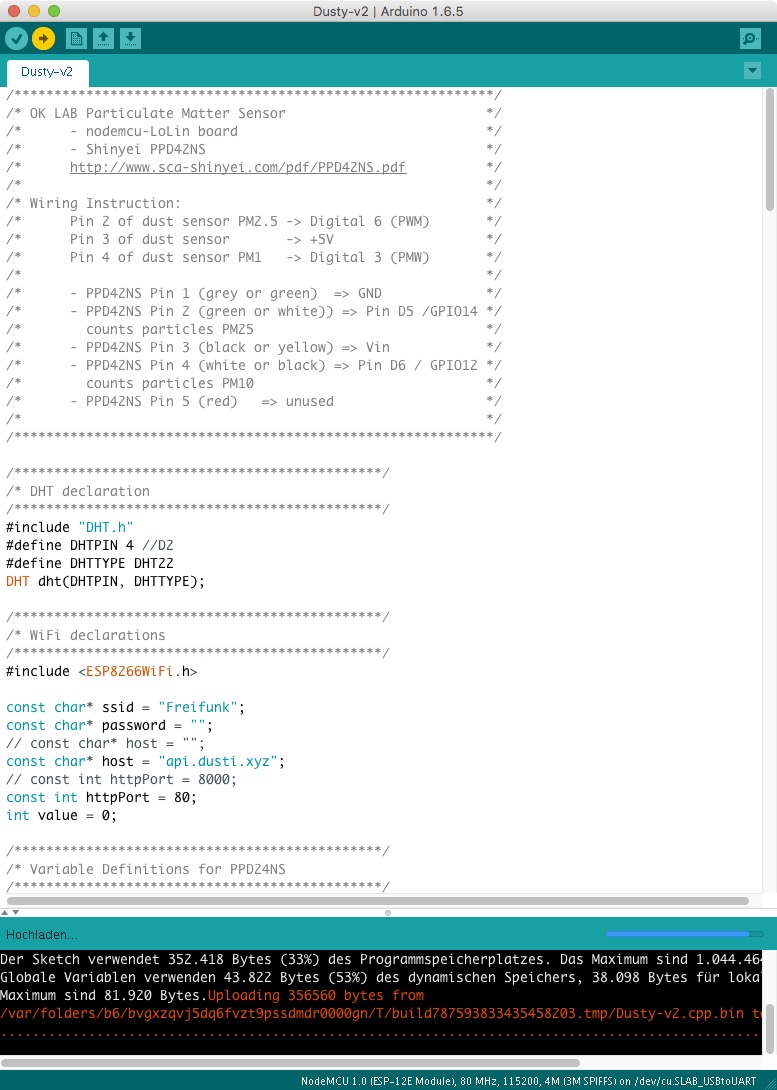 Dusty-v2 | Arduino 1.6.5
Dusty-v2
/************************************************************/
/* OK LAB Particulate Matter Sensor                         */
/*      - nodemcu-LoLin board                               */
/*      - Shinyei PPD42NS                                   */
/*      http://www.sca-shinyei.com/pdf/PPD42NS.pdf          */
/*                                                          */
/* Wiring Instruction:                                      */
/*      Pin 2 of dust sensor PM2.5 -> Digital 6 (PWM)       */
/*      Pin 3 of dust sensor       -> +5V                   */
/*      Pin 4 of dust sensor PM1   -> Digital 3 (PMW)       */
/*                                                          */
/*      - PPD42NS Pin 1 (grey or green)  => GND             */
/*      - PPD42NS Pin 2 (green or white)) => Pin D5 /GPIO14 */
/*        counts particles PM25                             */
/*      - PPD42NS Pin 3 (black or yellow) => Vin            */
/*      - PPD42NS Pin 4 (white or black) => Pin D6 / GPIO12 */
/*        counts particles PM10                             */
/*      - PPD42NS Pin 5 (red)   => unused                   */
/*                                                          */
/************************************************************/
/**********************************************/
/* DHT declaration
/**********************************************/
#include "DHT.h"
#define DHTPIN 4 //D2
#define DHTTYPE DHT22
DHT dht(DHTPIN, DHTTYPE);
/**********************************************/
/* WiFi declarations
/**********************************************/
#include <ESP8266WiFi.h>
const char* ssid = "Freifunk";
const char* password = "";
// const char* host = "";
const char* host = "api.dusti.xyz";
// const int httpPort = 8000;
const int httpPort = 80;
int value = 0;
/**********************************************/
/* Variable Definitions for PPD24NS
/**********************************************/
Hochladen...
Der Sketch verwendet 352.418 Bytes (33%) des Programmspeicherplatzes. Das Maximum sind 1.044.464
Globale Variablen verwenden 43.822 Bytes (53%) des dynamischen Speichers, 38.098 Bytes für loka
Maximum sind 81.920 Bytes.Uploading 356560 bytes from
/var/folders/b6/bvgxzqvj5dq6fvzt9pssdmdr0000gn/T/build787593833435458203.tmp/Dusty-v2.cpp.bin to
...............................................................................................
NodeMCU 1.0 (ESP-12E Module), 80 MHz, 115200, 4M (3M SPIFFS) on /dev/cu.SLAB_USBtoUART